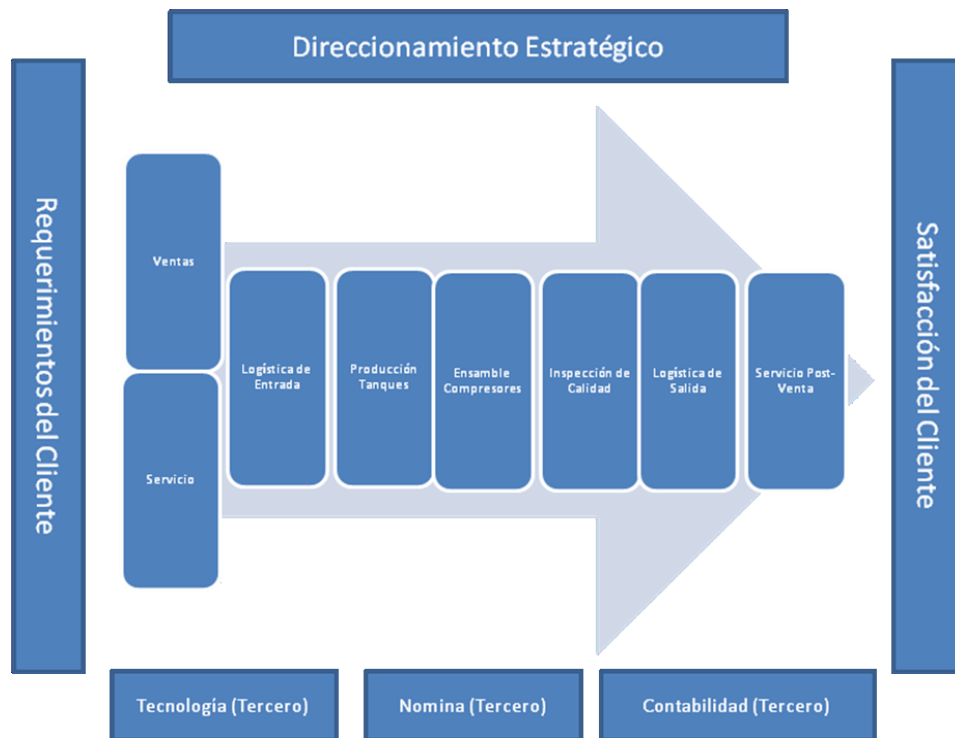 Direccionamiento Estratégico
Requerimientos del Cliente
Ventas
Servicio
Logística de
Entrada
Producción
Tanques
Ensamble
Compresores
Inspección de
Calidad
Logística de
Salida
Servicio Post-
Venta
Satisfacción del Cliente
Tecnología (Tercero)
Nomina (Tercero)
Contabilidad (Tercero)